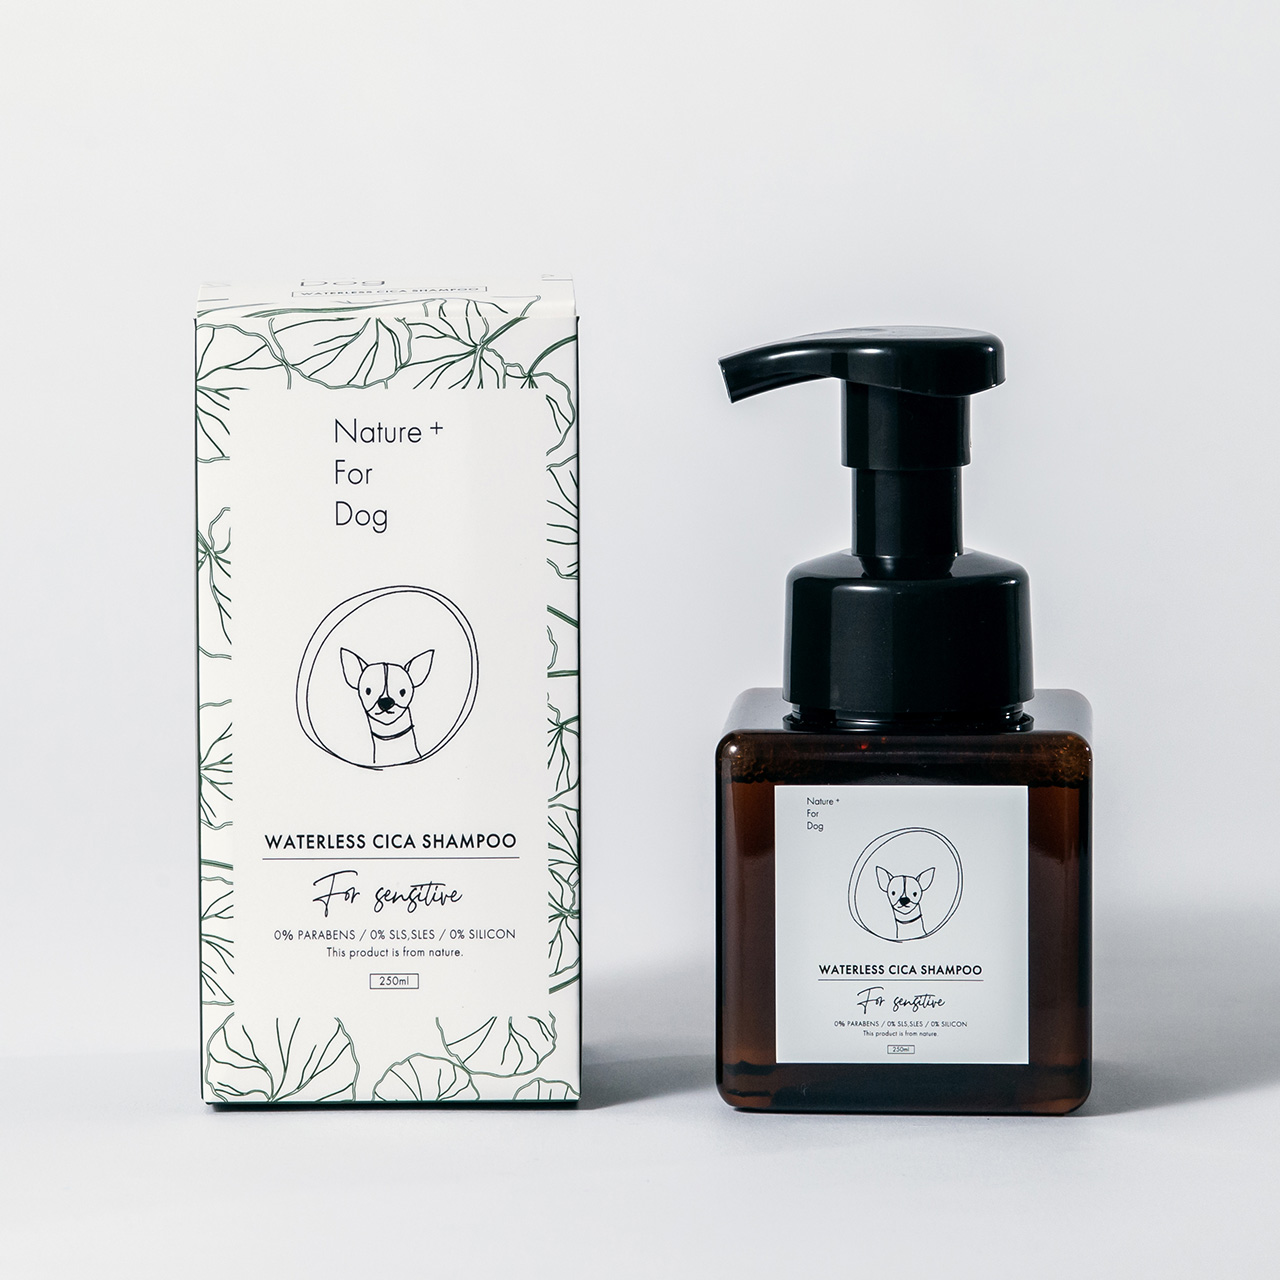 Dog
WATERLESS CICA SHAMPOO
Nature +
For
Dog
WATERLESS CICA SHAMPOO
For sensitive
0% PARABENS / 0% SLS,SLES / 0% SILICON
This product is from nature.
250ml
Nature +
For
Dog
WATERLESS CICA SHAMPOO
For sensitive
0% PARABENS / 0% SLS,SLES / 0% SILICON
This product is from nature.
250ml